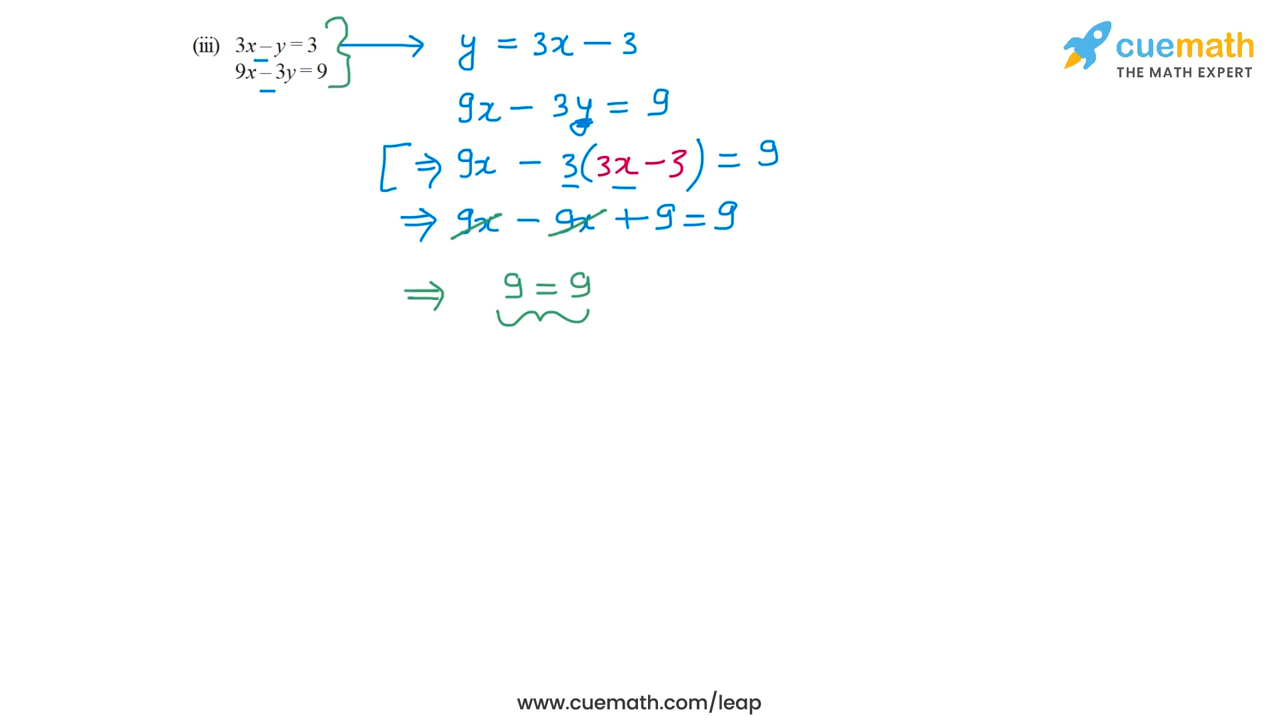 (iii) 3x – y = 3
9x – 3y = 9
y = 3x – 3
9x – 3y = 9
[⇒ 9x – 3(3x – 3) = 9
⇒ 9x – 9x + 9 = 9
⇒ 9 = 9
cuemath
THE MATH EXPERT
www.cuemath.com/leap